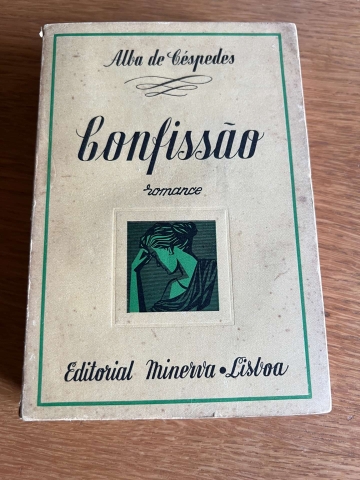 Alba de Céspedes
Confissão
romance
Editorial Minerva • Lisboa